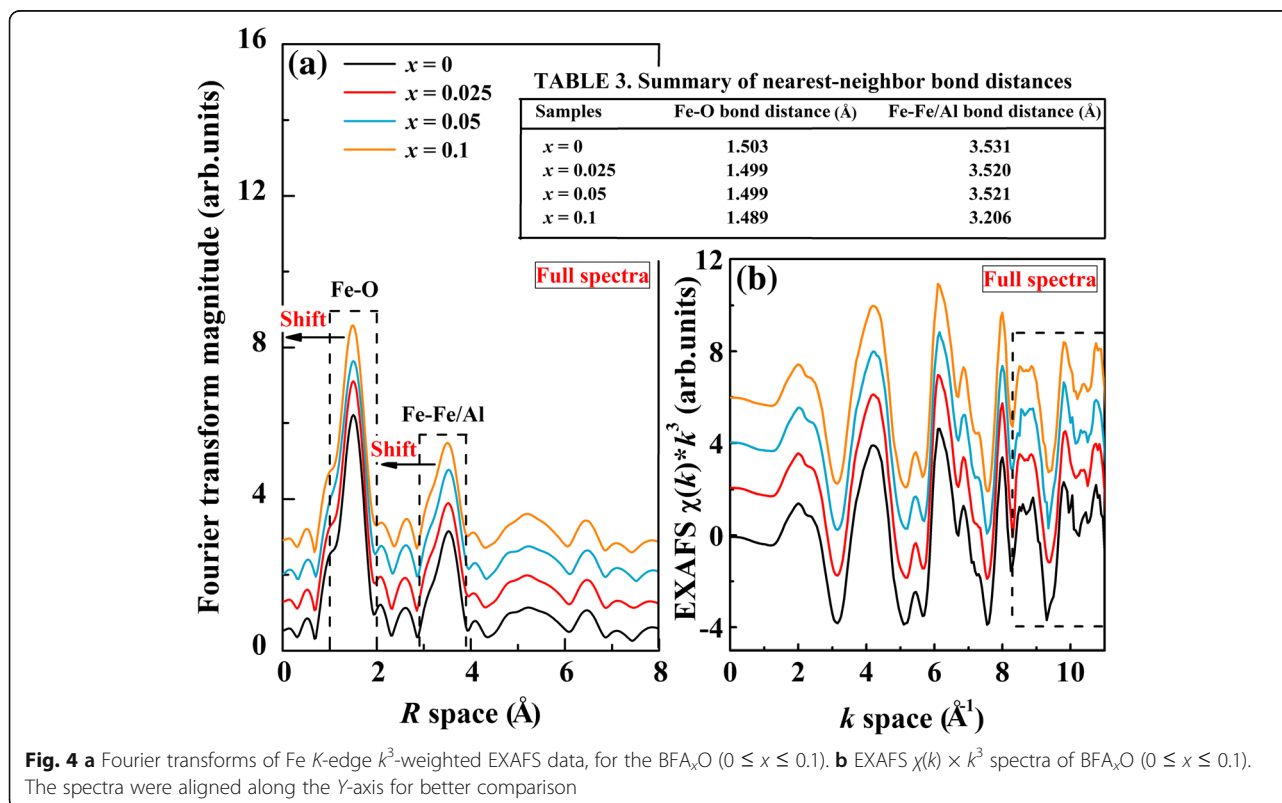 (a)
x = 0
x = 0.025
x = 0.05
x = 0.1
TABLE 3. Summary of nearest-neighbor bond distances
Samples Fe-O bond distance (Å) Fe-Fe/Al bond distance (Å)
x = 0 1.503 3.531
x = 0.025 1.499 3.520
x = 0.05 1.499 3.521
x = 0.1 1.489 3.206
Full spectra
Fe-O
Shift
Fe-Fe/Al
Shift
16
12
8
4
0
Fourier transform magnitude (arb.units)
0 2 4 6 8
R space (Å)
(b)
Full spectra
12
8
4
0
-4
EXAFS χ(k)*k³ (arb.units)
0 2 4 6 8 10
k space (Å⁻¹)
Fig. 4 a Fourier transforms of Fe K-edge k³-weighted EXAFS data, for the BFAₓO (0 ≤ x ≤ 0.1). b EXAFS χ(k) × k³ spectra of BFAₓO (0 ≤ x ≤ 0.1).
The spectra were aligned along the Y-axis for better comparison